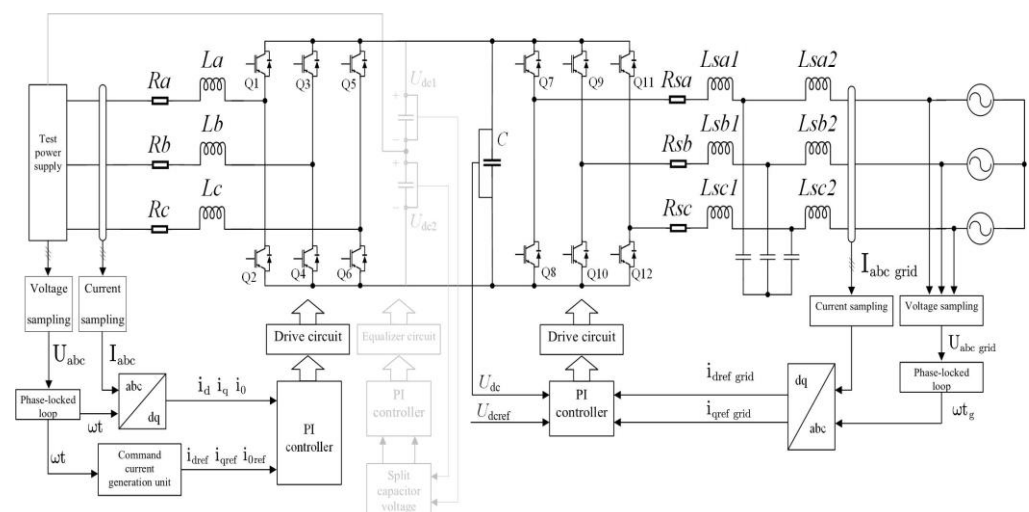 La
Lb
Lc
Ra
Rb
Rc
Test
power
supply
Q1
Q3
Q5
Q2
Q4
Q6
Udc1
Udc2
C
Q7
Q9
Q11
Q8
Q10
Q12
Rsa
Rsb
Rsc
Lsa1
Lsa2
Lsb1
Lsb2
Lsc1
Lsc2
Iabc grid
Voltage
sampling
Current
sampling
Uabc
Iabc
Phase-locked
loop
ωt
ωt
abc
dq
id iq i0
Command
current
generation unit
idref iqref i0ref
Drive circuit
PI
controller
Equalizer circuit
PI
controller
Split
capacitor
voltage
Drive circuit
Udc
Udcref
PI
controller
idref grid
iqref grid
dq
abc
Current sampling
Voltage sampling
Uabc grid
Phase-locked
loop
ωtg